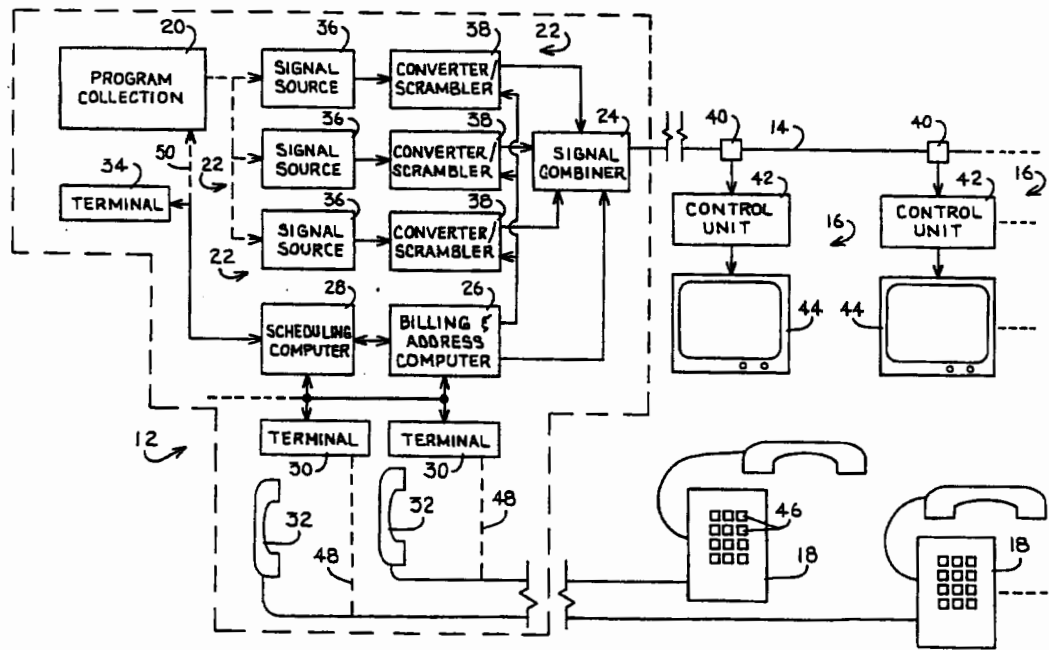 20
36
38
22
PROGRAM
COLLECTION
SIGNAL
SOURCE
CONVERTER/
SCRAMBLER
36
38
24
40
14
40
50
22
SIGNAL
SOURCE
CONVERTER/
SCRAMBLER
SIGNAL
COMBINER
34
TERMINAL
36
38
42
42
16
SIGNAL
SOURCE
CONVERTER/
SCRAMBLER
CONTROL
UNIT
16
CONTROL
UNIT
22
28
26
SCHEDULING
COMPUTER
BILLING &
ADDRESS
COMPUTER
44
44
12
TERMINAL
TERMINAL
30
30
32
32
48
48
46
18
18